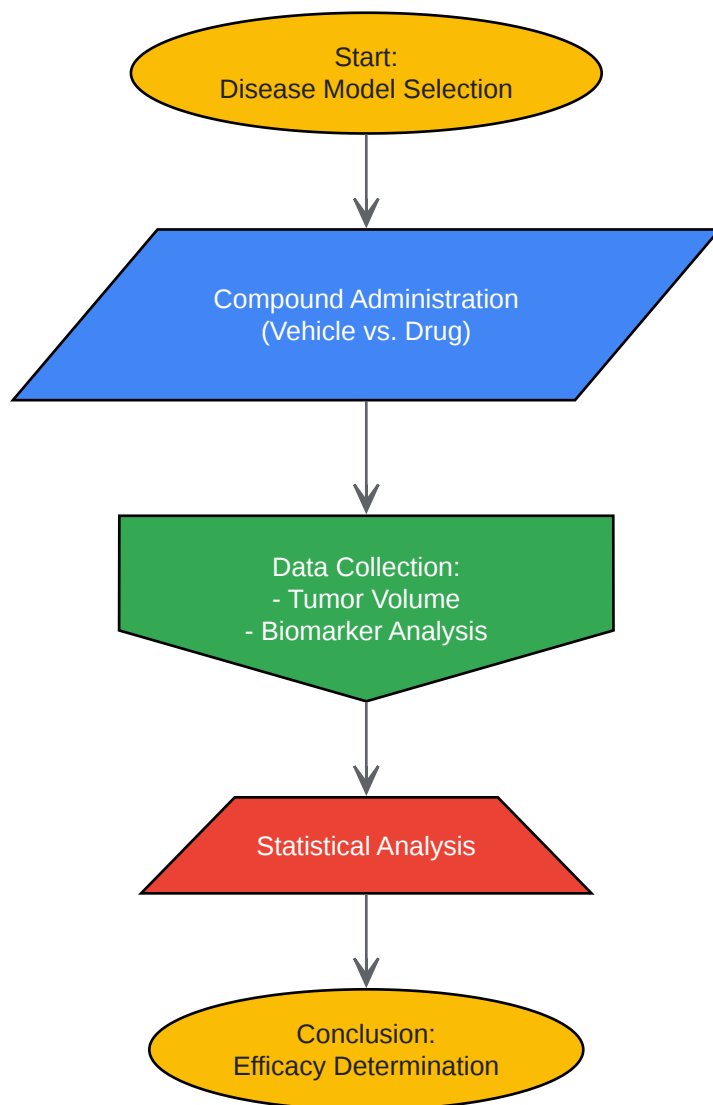 Start:
Disease Model Selection
Compound Administration
(Vehicle vs. Drug)
Data Collection:
- Tumor Volume
- Biomarker Analysis
Statistical Analysis
Conclusion:
Efficacy Determination